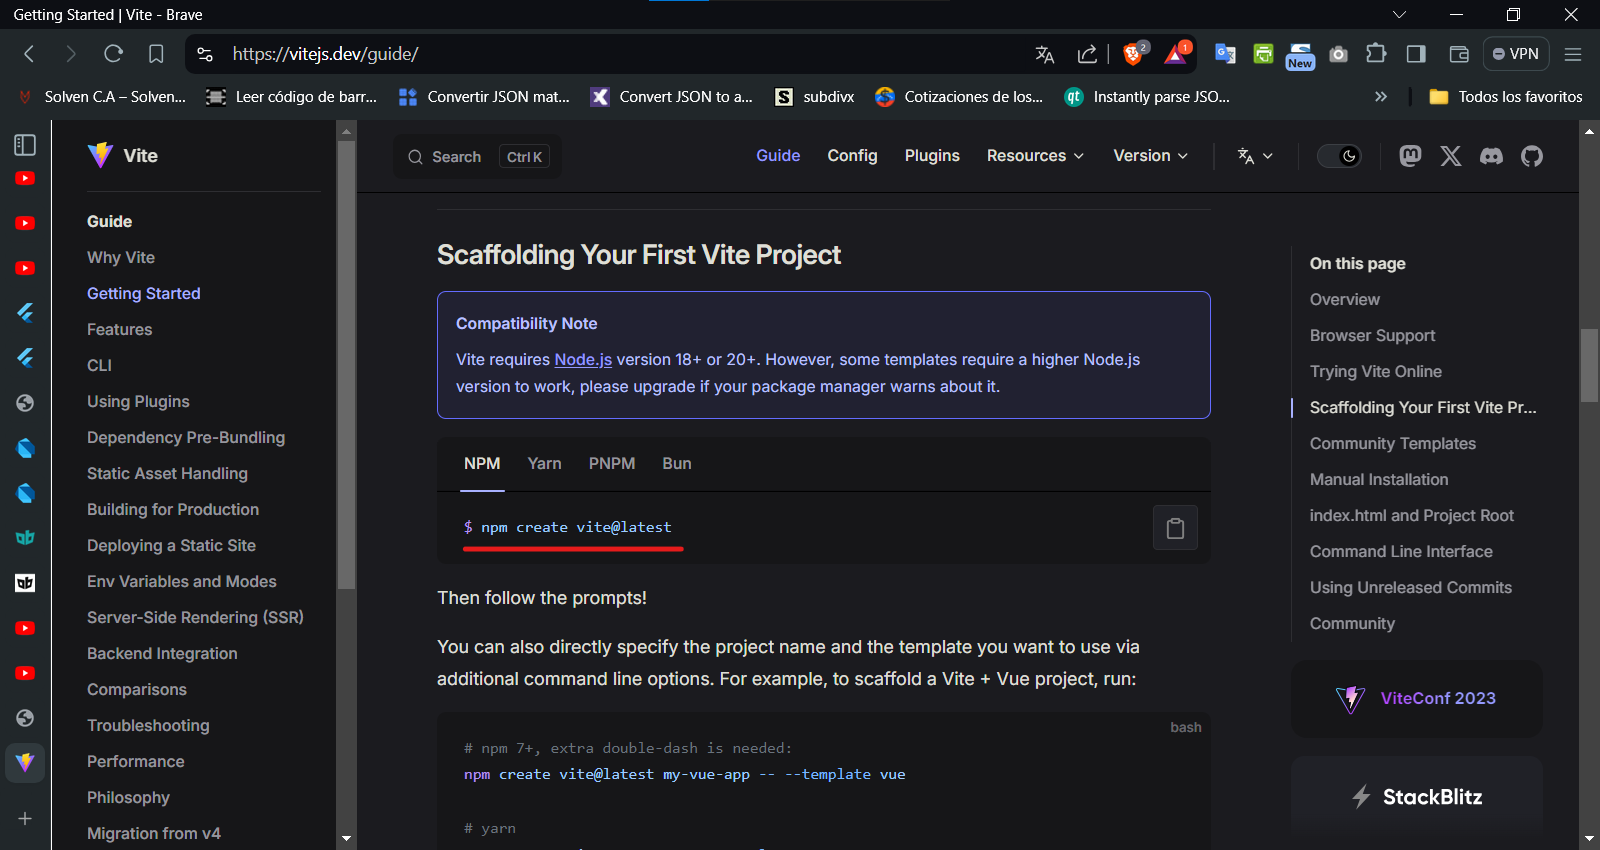 Getting Started | Vite - Brave
https://vitejs.dev/guide/
2
1
New
VPN
Solven C.A – Solven...
Leer código de barr...
Convertir JSON mat...
Convert JSON to a...
S
subdivx
Cotizaciones de los...
qt
Instantly parse JSO...
Todos los favoritos
Vite
Search
Ctrl K
Guide
Config
Plugins
Resources
Version
Guide
Why Vite
Getting Started
Features
CLI
Using Plugins
Dependency Pre-Bundling
Static Asset Handling
Building for Production
Deploying a Static Site
Env Variables and Modes
Server-Side Rendering (SSR)
Backend Integration
Comparisons
Troubleshooting
Performance
Philosophy
Migration from v4
Scaffolding Your First Vite Project
Compatibility Note
Vite requires Node.js version 18+ or 20+. However, some templates require a higher Node.js
version to work, please upgrade if your package manager warns about it.
NPM
Yarn
PNPM
Bun
$ npm create vite@latest
Then follow the prompts!
You can also directly specify the project name and the template you want to use via
additional command line options. For example, to scaffold a Vite + Vue project, run:
bash
# npm 7+, extra double-dash is needed:
npm create vite@latest my-vue-app -- --template vue
# yarn
On this page
Overview
Browser Support
Trying Vite Online
Scaffolding Your First Vite Pr...
Community Templates
Manual Installation
index.html and Project Root
Command Line Interface
Using Unreleased Commits
Community
ViteConf 2023
StackBlitz